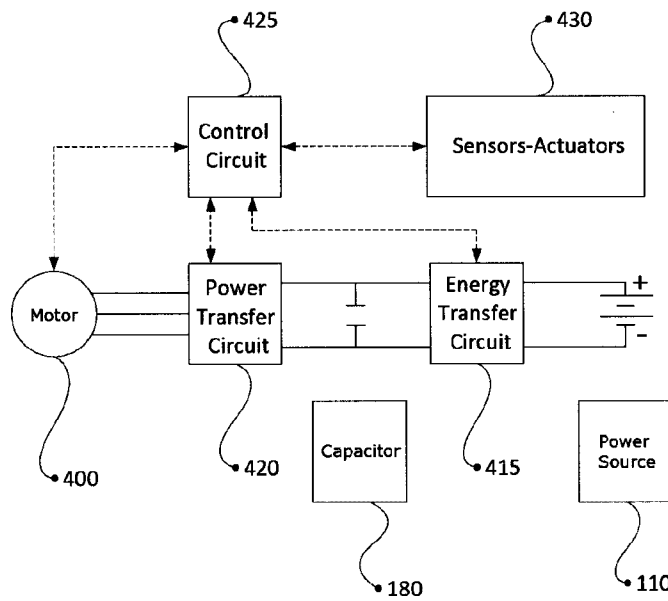 425
430
Control
Circuit
Sensors-Actuators
Motor
Power
Transfer
Circuit
Energy
Transfer
Circuit
+
-
Capacitor
Power
Source
400
420
415
180
110